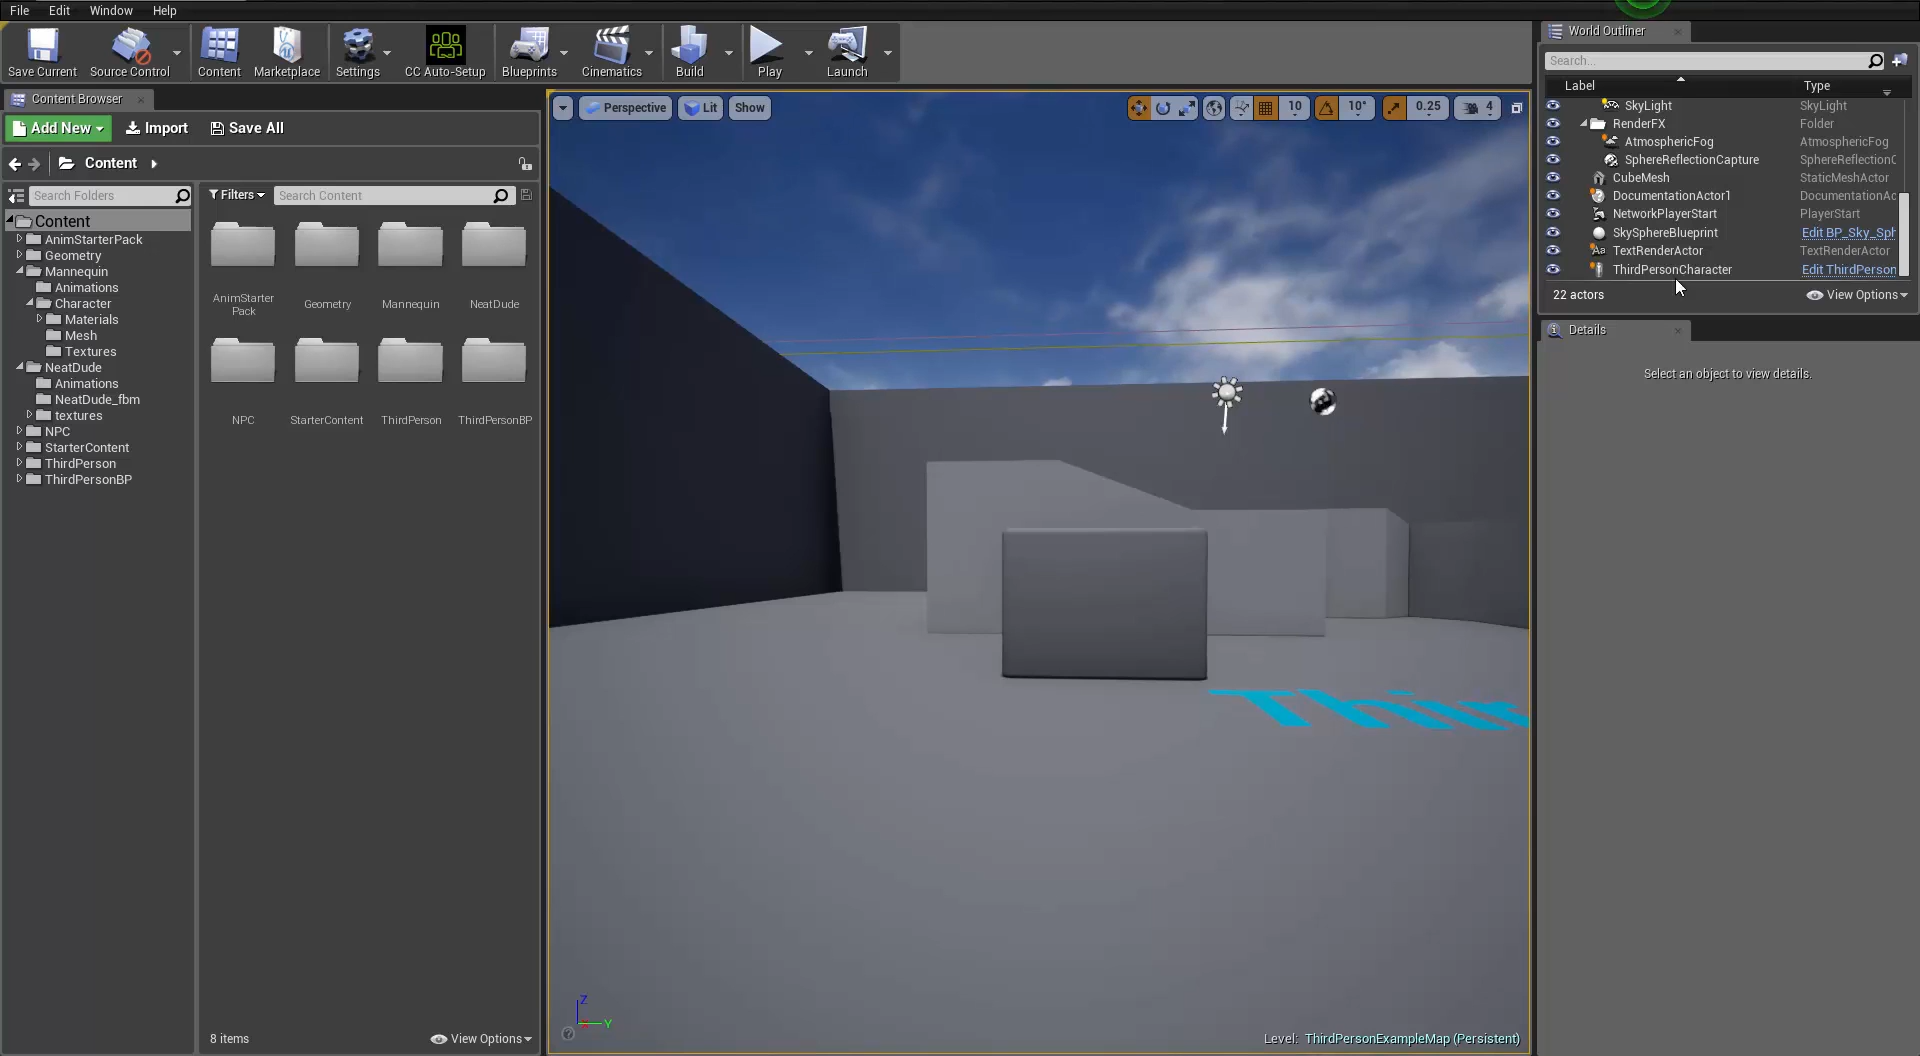 File Edit Window Help
Save Current Source Control Content Marketplace Settings CC Auto-Setup Blueprints Cinematics Build Play Launch
Content Browser
Add New Import Save All
Content
Search Folders
Filters Search Content
Content
AnimStarterPack
Geometry
Mannequin
Animations
Character
Materials
Mesh
Textures
NeatDude
Animations
NeatDude_fbm
textures
NPC
StarterContent
ThirdPerson
ThirdPersonBP
AnimStarter
Pack
Geometry
Mannequin
NeatDude
NPC
StarterContent
ThirdPerson
ThirdPersonBP
8 items
View Options
Perspective Lit Show
10 10° 0.25 4
Thir
Z
X Y
Level: ThirdPersonExampleMap (Persistent)
World Outliner
Search...
Label Type
SkyLight SkyLight
RenderFX Folder
AtmosphericFog AtmosphericFog
SphereReflectionCapture SphereReflectionC
CubeMesh StaticMeshActor
DocumentationActor1 DocumentationAc
NetworkPlayerStart PlayerStart
SkySphereBlueprint Edit BP_Sky_Sph
Aa TextRenderActor TextRenderActor
ThirdPersonCharacter Edit ThirdPerson
22 actors View Options
Details
Select an object to view details.